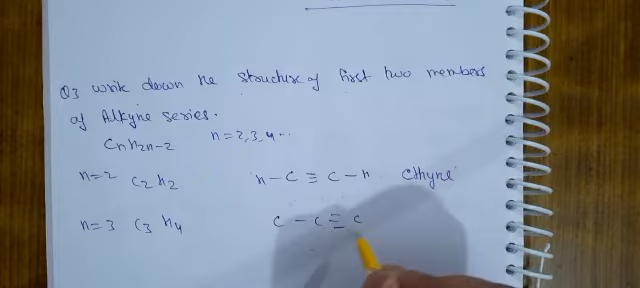 Q3 write down the structure of first two members
of Alkyne series.
CnH2n-2 n=2,3,4...
n=2 C2H2 H-C≡C-H Ethyne
n=3 C3H4 C-C≡C